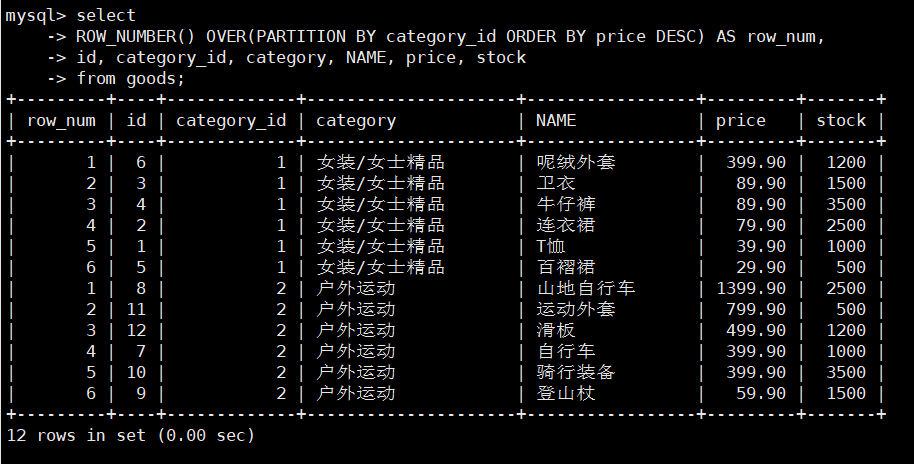 mysql> select
    -> ROW_NUMBER() OVER(PARTITION BY category_id ORDER BY price DESC) AS row_num,
    -> id, category_id, category, NAME, price, stock
    -> from goods;
+---------+----+-------------+---------------------+-----------------+---------+-------+
| row_num | id | category_id | category            | NAME            | price   | stock |
+---------+----+-------------+---------------------+-----------------+---------+-------+
|       1 |  6 |           1 | 女装/女士精品       | 呢绒外套        |  399.90 |  1200 |
|       2 |  3 |           1 | 女装/女士精品       | 卫衣            |   89.90 |  1500 |
|       3 |  4 |           1 | 女装/女士精品       | 牛仔裤          |   89.90 |  3500 |
|       4 |  2 |           1 | 女装/女士精品       | 连衣裙          |   79.90 |  2500 |
|       5 |  1 |           1 | 女装/女士精品       | T恤             |   39.90 |  1000 |
|       6 |  5 |           1 | 女装/女士精品       | 百褶裙          |   29.90 |   500 |
|       1 |  8 |           2 | 户外运动            | 山地自行车      | 1399.90 |  2500 |
|       2 | 11 |           2 | 户外运动            | 运动外套        |  799.90 |   500 |
|       3 | 12 |           2 | 户外运动            | 滑板            |  499.90 |  1200 |
|       4 |  7 |           2 | 户外运动            | 自行车          |  399.90 |  1000 |
|       5 | 10 |           2 | 户外运动            | 骑行装备        |  399.90 |  3500 |
|       6 |  9 |           2 | 户外运动            | 登山杖          |   59.90 |  1500 |
+---------+----+-------------+---------------------+-----------------+---------+-------+
12 rows in set (0.00 sec)